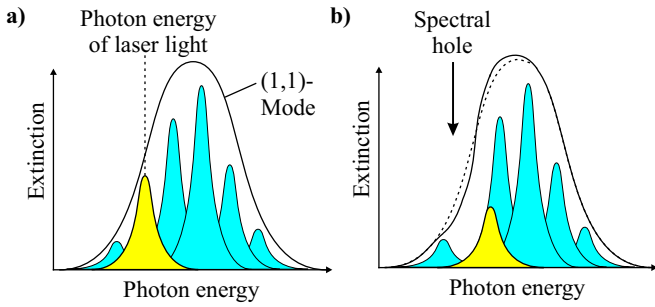 a)
Photon energy
of laser light
(1,1)-
Mode
Extinction
Photon energy
b)
Spectral
hole
Extinction
Photon energy